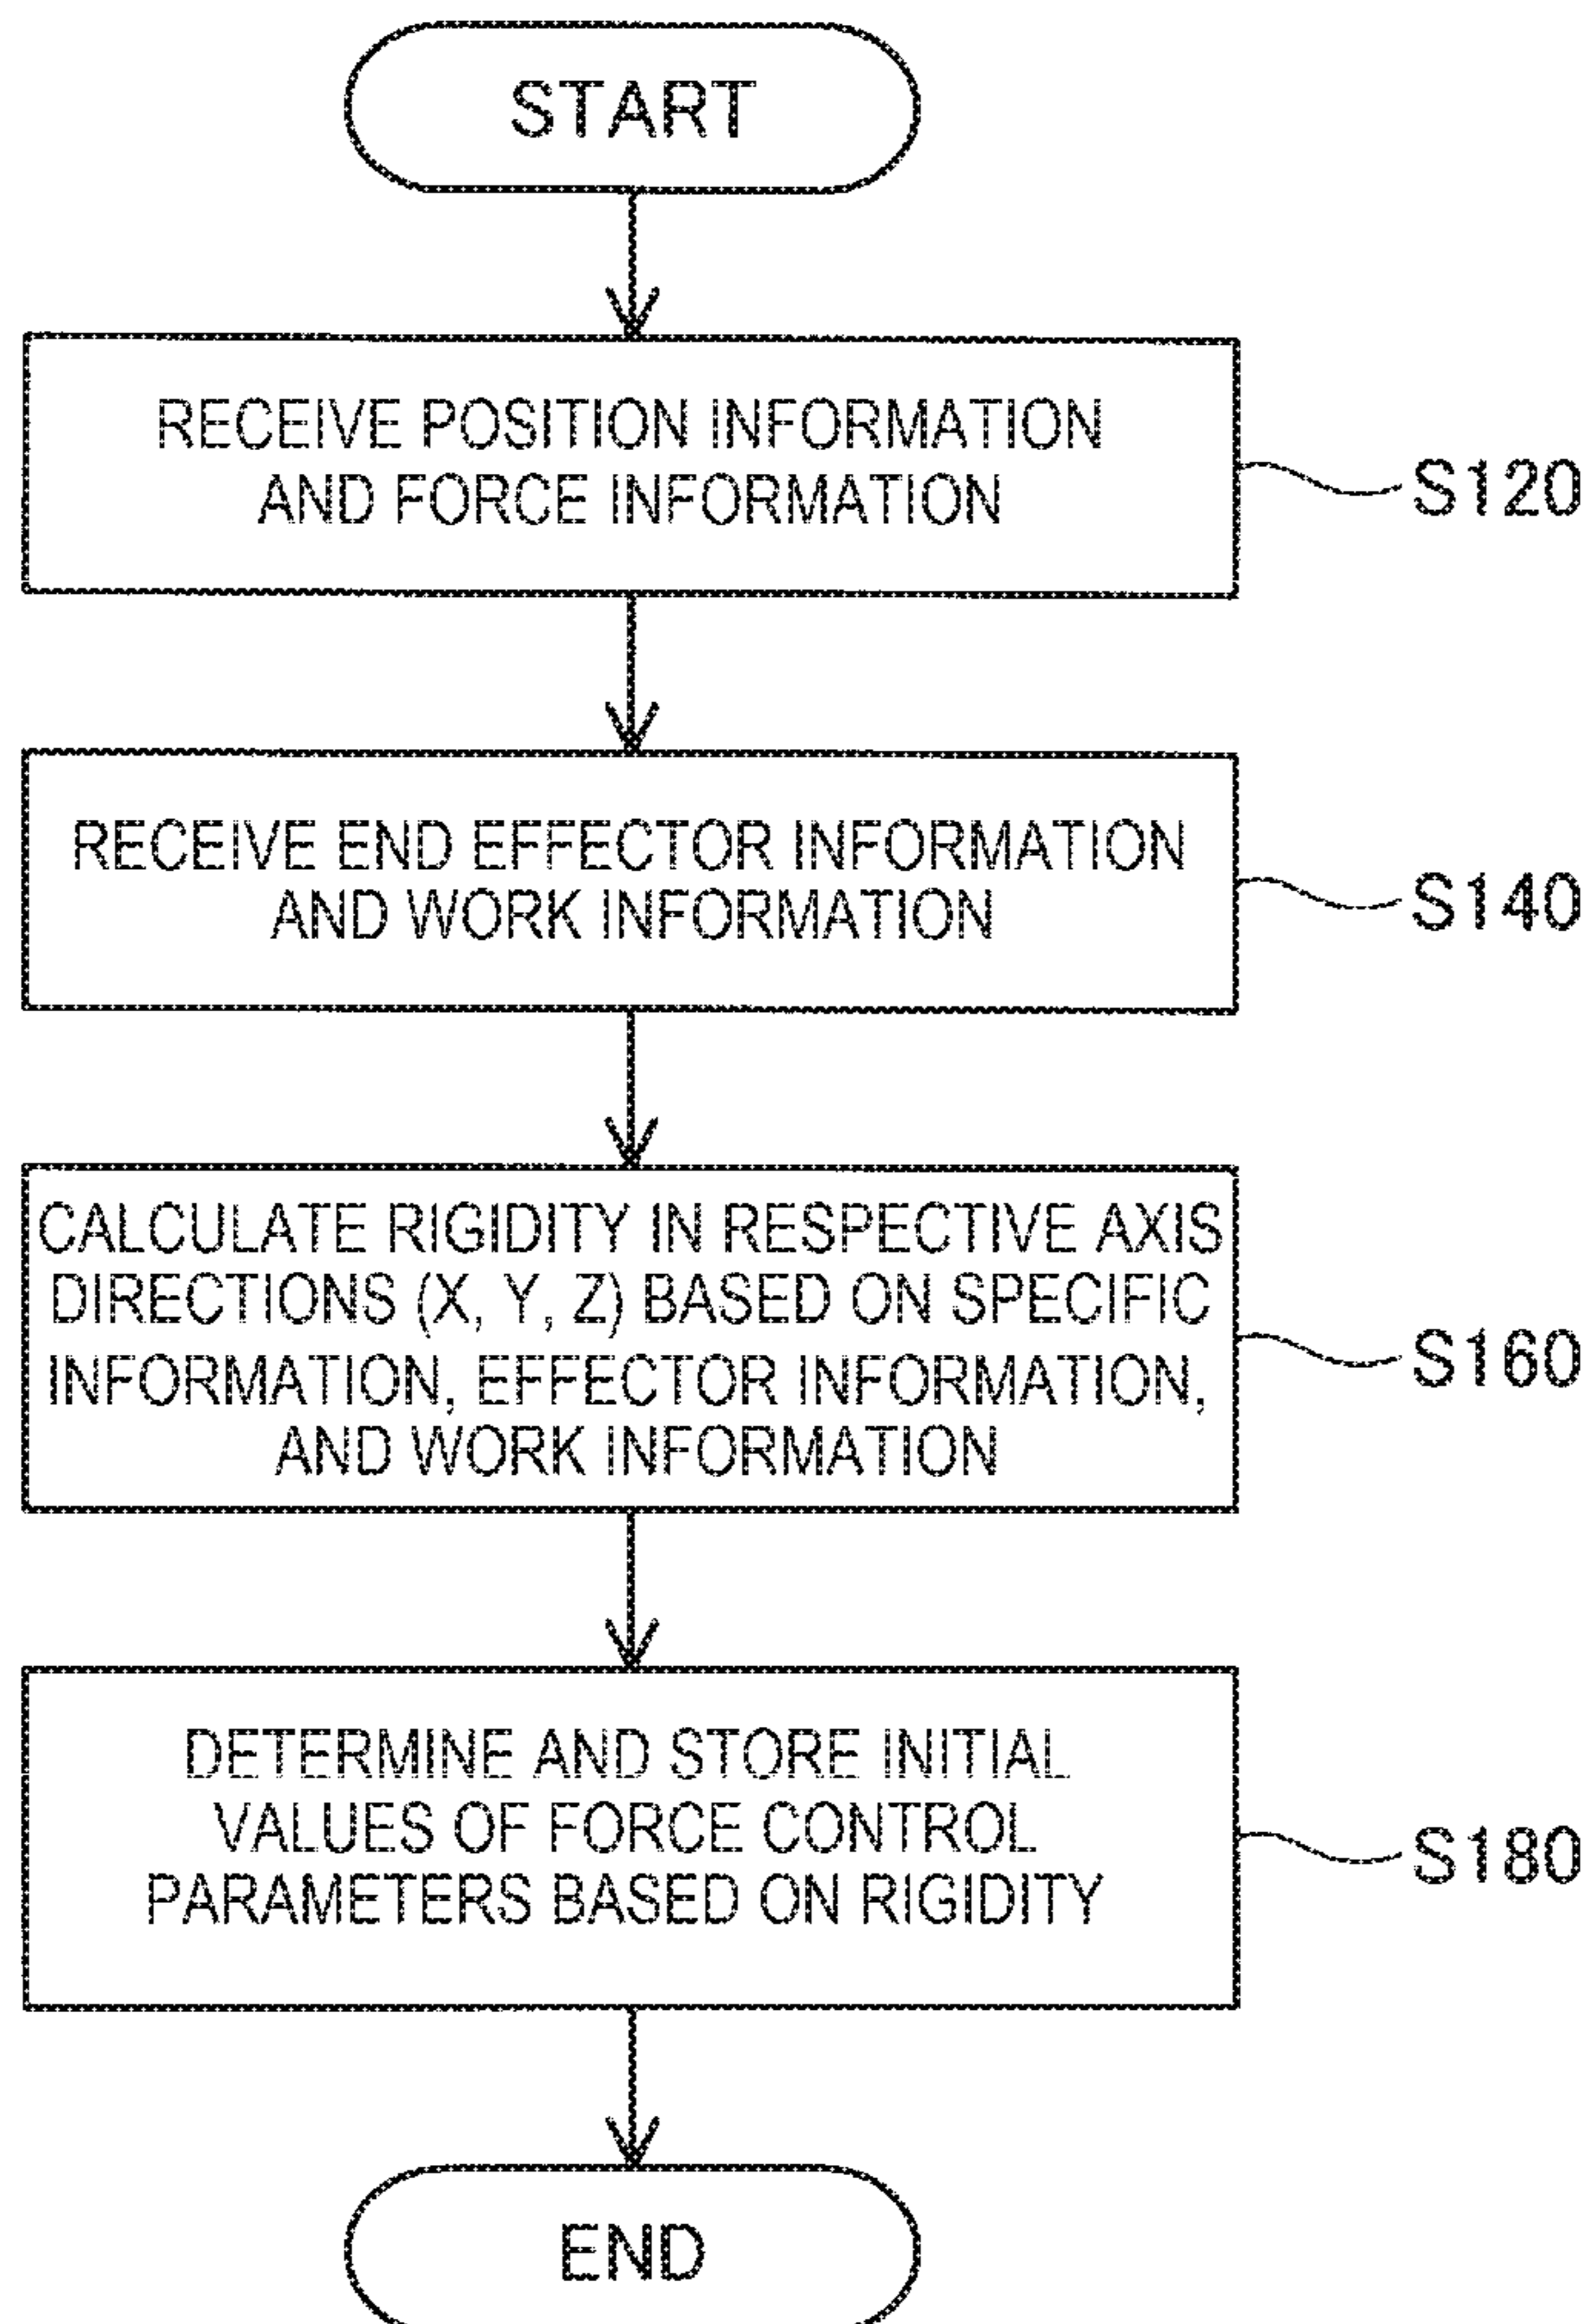 START
RECEIVE POSITION INFORMATION
AND FORCE INFORMATION
S120
RECEIVE END EFFECTOR INFORMATION
AND WORK INFORMATION
S140
CALCULATE RIGIDITY IN RESPECTIVE AXIS
DIRECTIONS (X, Y, Z) BASED ON SPECIFIC
INFORMATION, EFFECTOR INFORMATION,
AND WORK INFORMATION
S160
DETERMINE AND STORE INITIAL
VALUES OF FORCE CONTROL
PARAMETERS BASED ON RIGIDITY
S180
END